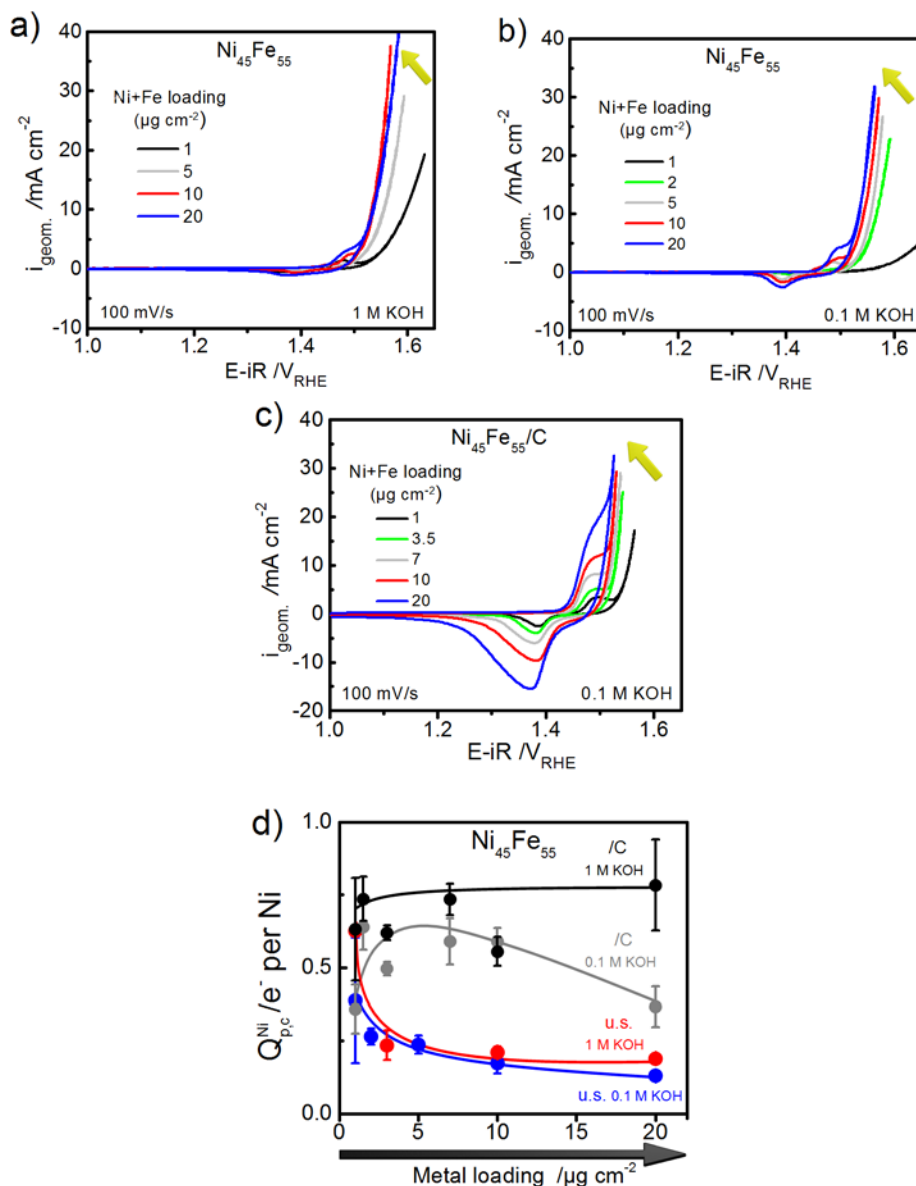 a)
Ni45Fe55
Ni+Fe loading
(µg cm-2)
1
5
10
20
igeom. /mA cm-2
40
30
20
10
0
-10
100 mV/s
1 M KOH
1.0 1.2 1.4 1.6
E-iR /VRHE
b)
Ni45Fe55
Ni+Fe loading
(µg cm-2)
1
2
5
10
20
igeom. /mA cm-2
40
30
20
10
0
-10
100 mV/s
0.1 M KOH
1.0 1.2 1.4 1.6
E-iR /VRHE
c)
Ni45Fe55/C
Ni+Fe loading
(µg cm-2)
1
3.5
7
10
20
igeom. /mA cm-2
40
30
20
10
0
-10
-20
100 mV/s
0.1 M KOH
1.0 1.2 1.4 1.6
E-iR /VRHE
d)
Ni45Fe55
QNip,c /e- per Ni
1.0
0.5
0.0
/C
1 M KOH
/C
0.1 M KOH
u.s.
1 M KOH
u.s. 0.1 M KOH
0 5 10 15 20
Metal loading /µg cm-2